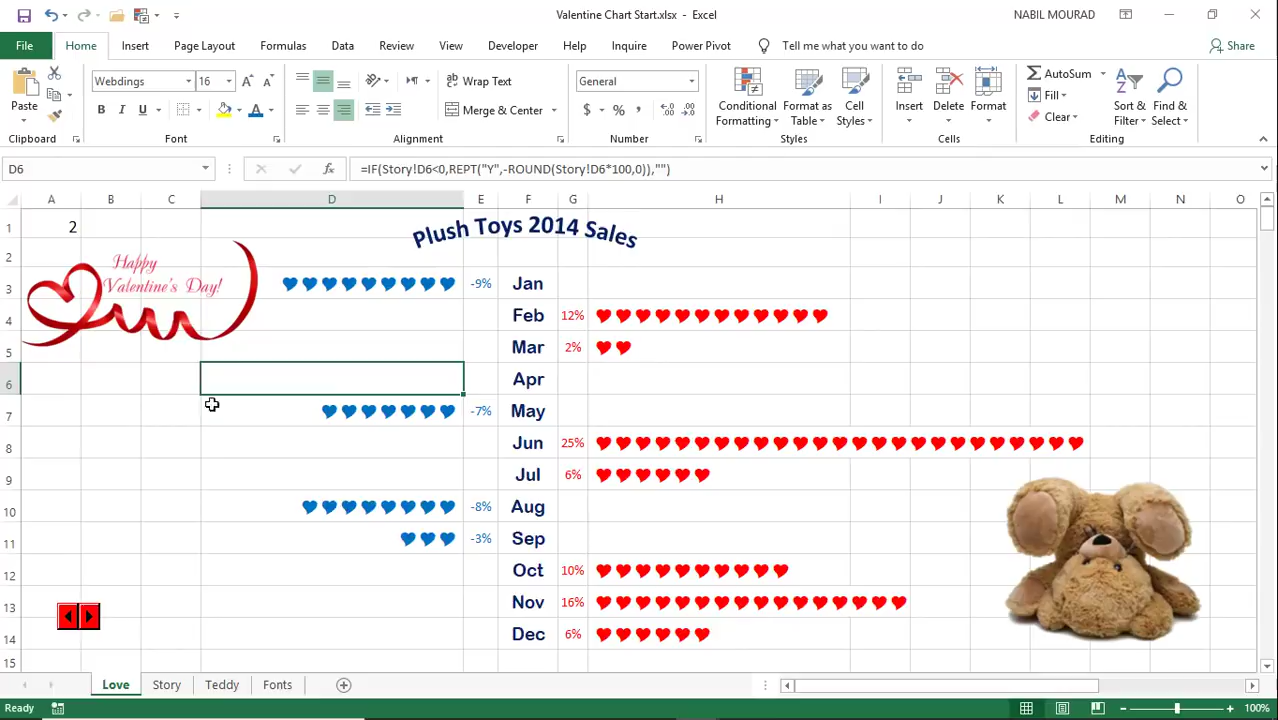 Valentine Chart Start.xlsx - Excel
NABIL MOURAD
File Home Insert Page Layout Formulas Data Review View Developer Help Inquire Power Pivot Tell me what you want to do Share
Paste
Webdings 16
Wrap Text
General
Conditional Formatting
Format as Table
Cell Styles
Insert
Delete
Format
AutoSum
Sort & Filter
Find & Select
B I U
Merge & Center
$ % ,
Fill
Clear
Clipboard Font Alignment Number Styles Cells Editing
D6 fx =IF(Story!D6<0,REPT("Y",-ROUND(Story!D6*100,0)),"")
A B C D E F G H I J K L M N O
1 2 Plush Toys 2014 Sales
2
Happy
Valentine's Day!
3 -9% Jan
4 Feb 12%
5 Mar 2%
6 Apr
7 -7% May
8 Jun 25%
9 Jul 6%
10 -8% Aug
11 -3% Sep
12 Oct 10%
13 Nov 16%
14 Dec 6%
15
Love Story Teddy Fonts
Ready 100%